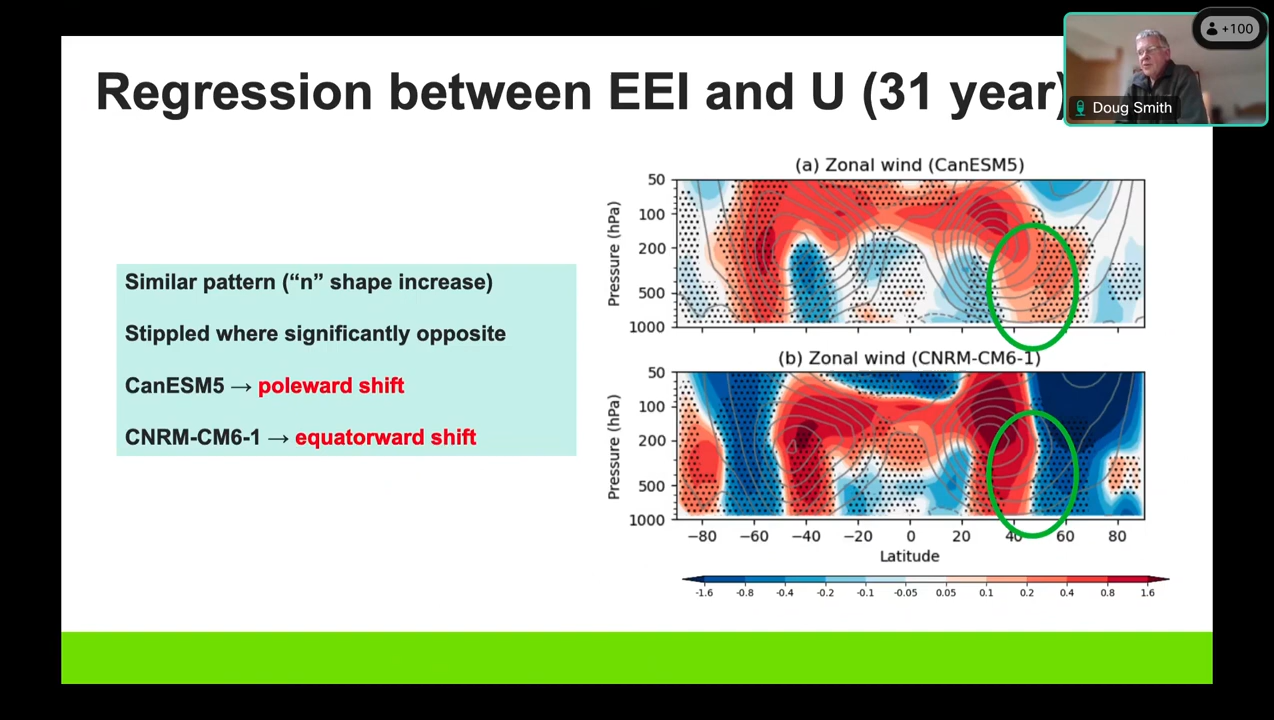 +100
Regression between EEI and U (31 year)
Doug Smith
Similar pattern (“n” shape increase)
Stippled where significantly opposite
CanESM5 → poleward shift
CNRM-CM6-1 → equatorward shift
(a) Zonal wind (CanESM5)
Pressure (hPa)
50
100
200
500
1000
(b) Zonal wind (CNRM-CM6-1)
Pressure (hPa)
50
100
200
500
1000
−80 −60 −40 −20 0 20 40 60 80
Latitude
-1.6 -0.8 -0.4 -0.2 -0.1 -0.05 0.05 0.1 0.2 0.4 0.8 1.6